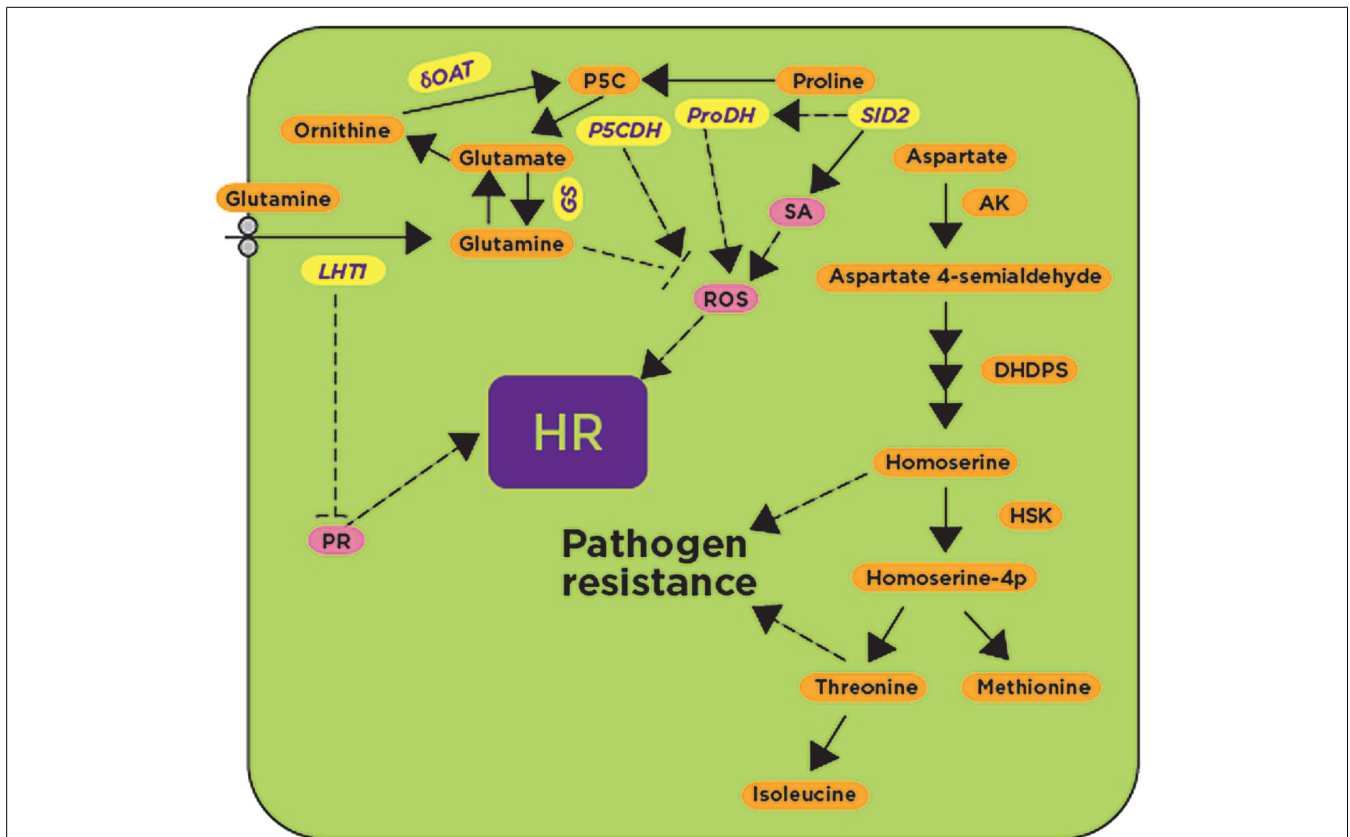 δOAT
P5C
Proline
Ornithine
P5CDH
ProDH
SID2
Glutamate
Aspartate
Glutamine
GS
SA
AK
Glutamine
LHT1
ROS
Aspartate 4-semialdehyde
DHDPS
HR
Homoserine
HSK
PR
Pathogen
resistance
Homoserine-4p
Threonine
Methionine
Isoleucine